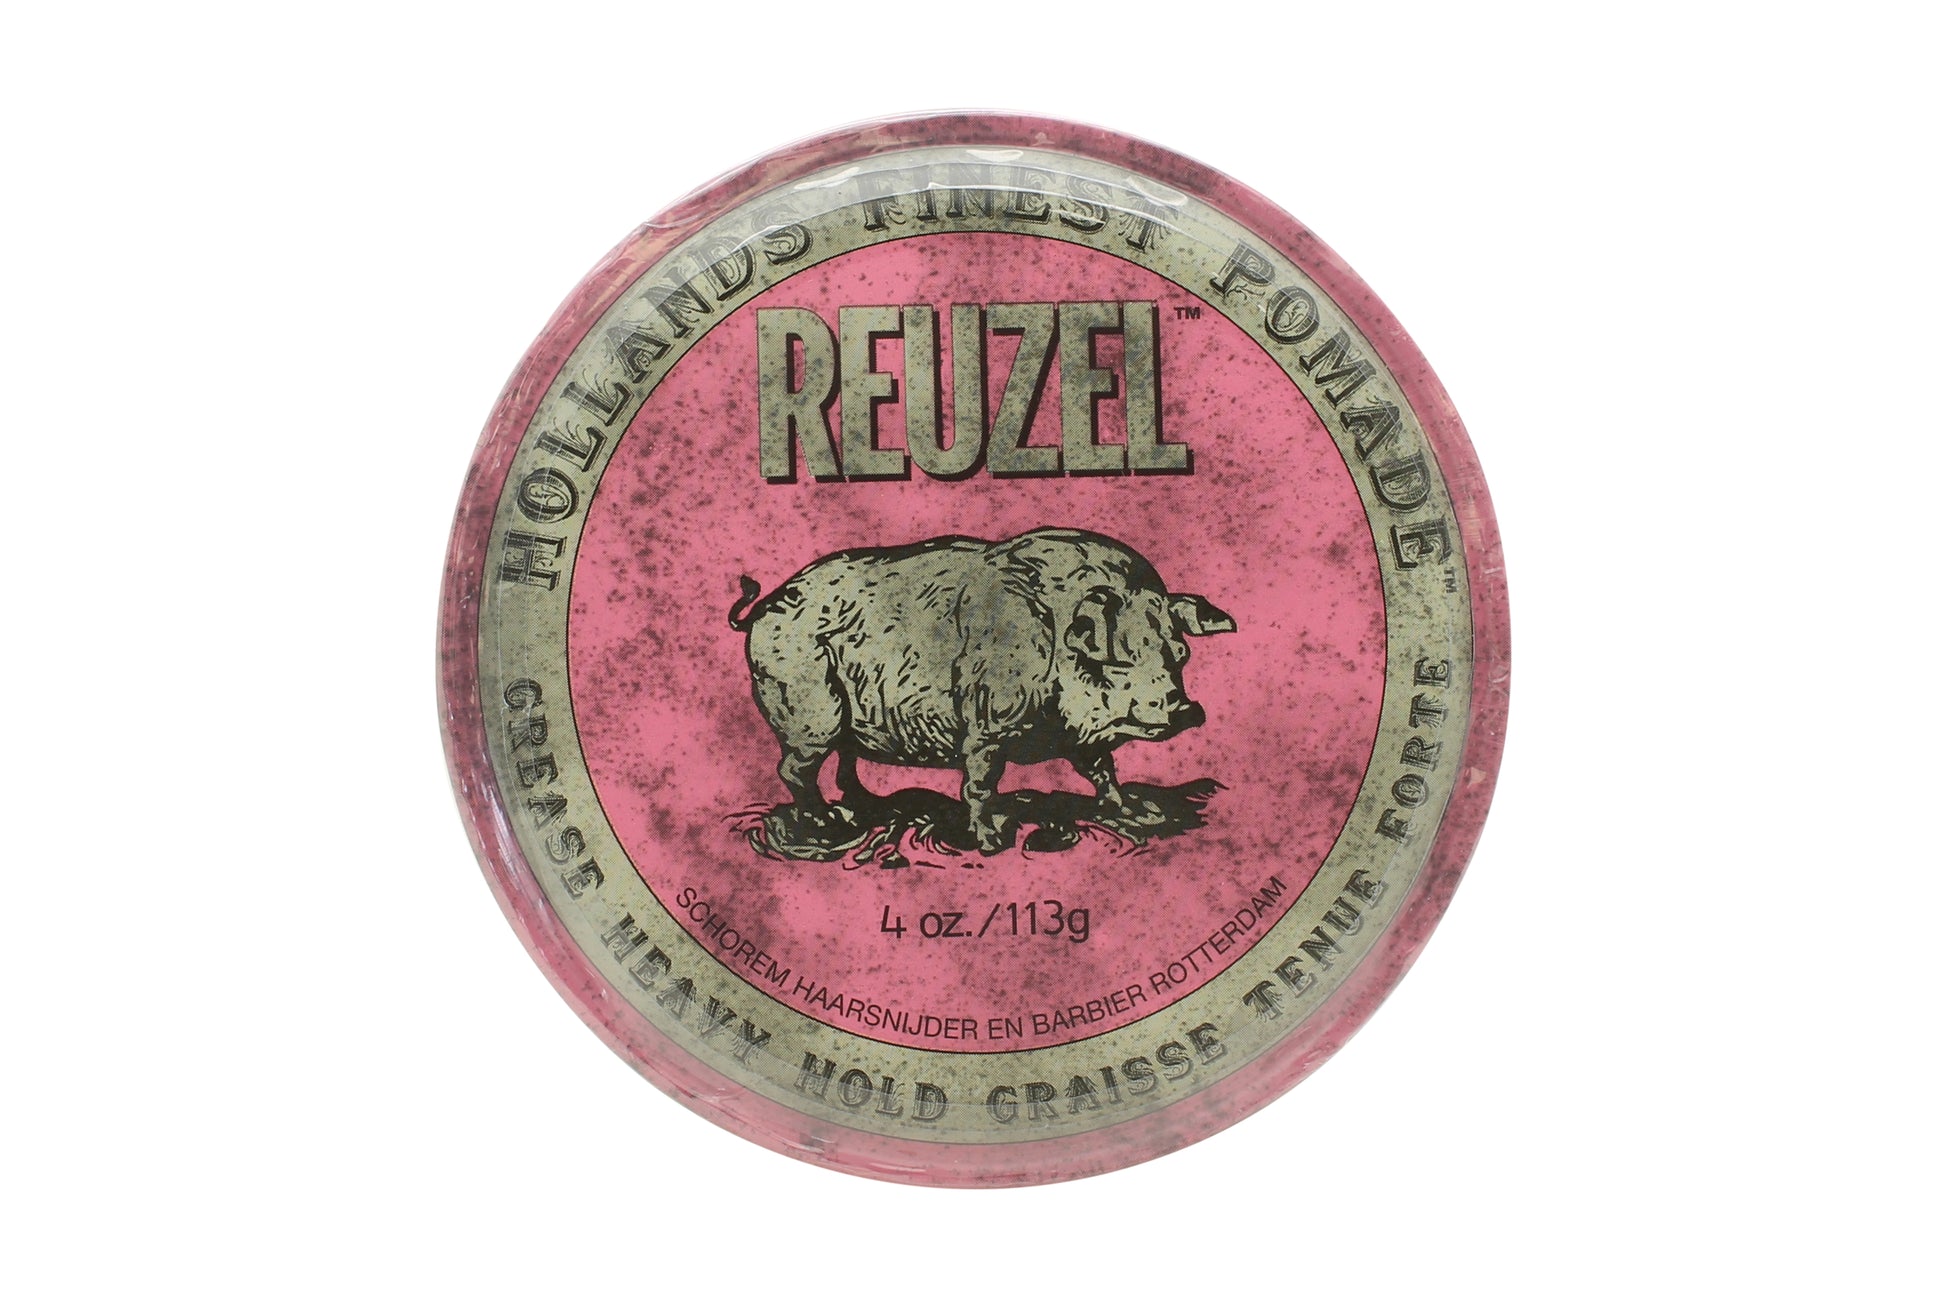 HOLLANDS FINEST POMADE™
REUZEL™
4 oz./113g
SCHOREM HAARSNIJDER EN BARBIER ROTTERDAM
GREASE HEAVY HOLD GRAISSE TENUE FORTE